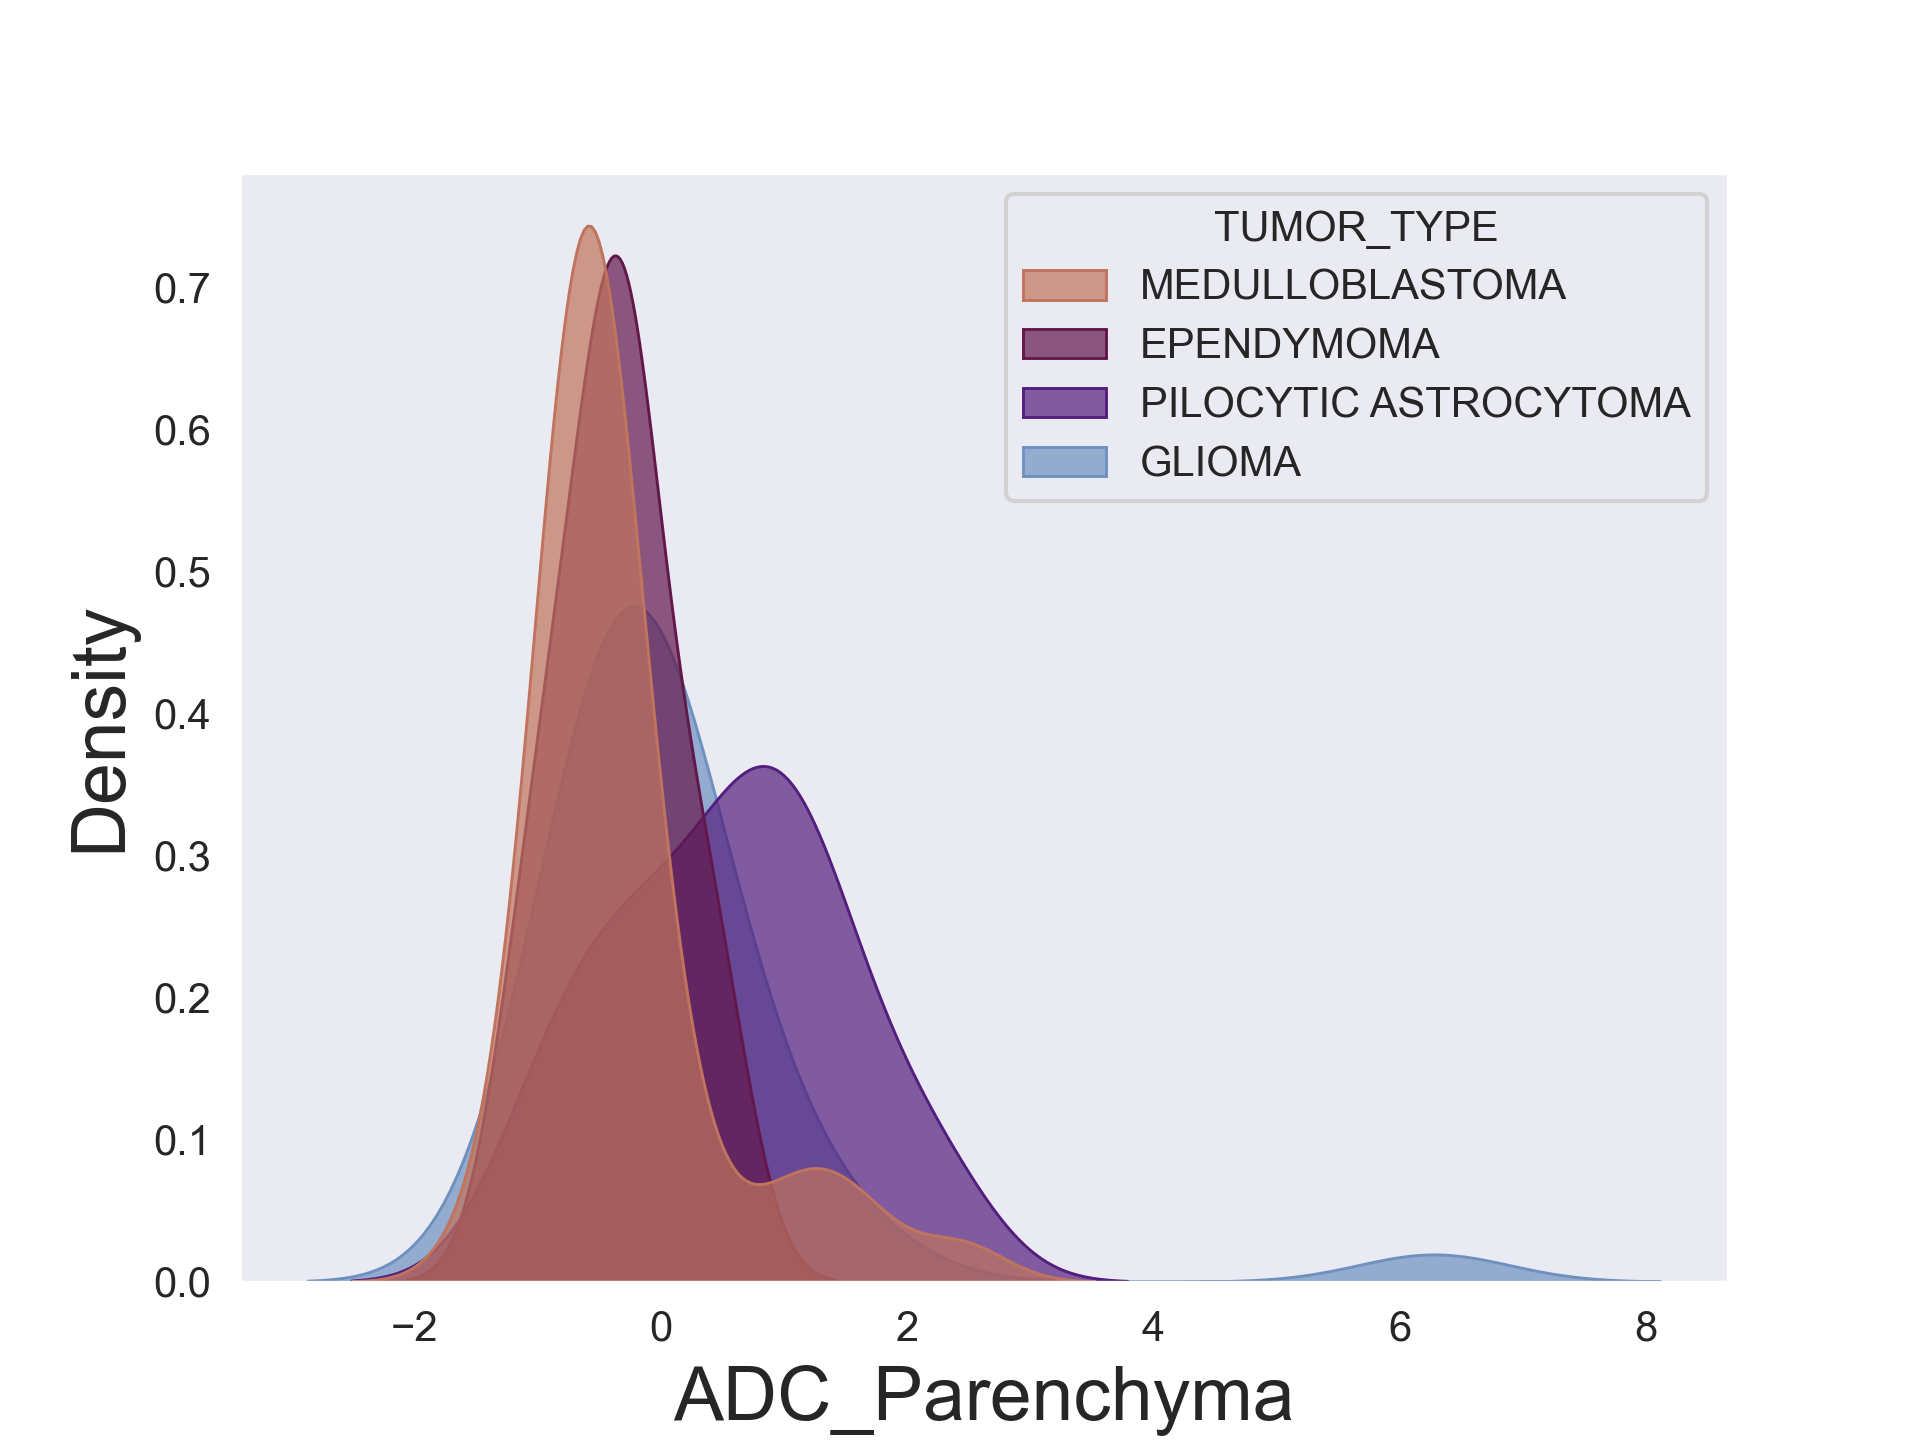 TUMOR_TYPE
MEDULLOBLASTOMA
EPENDYMOMA
PILOCYTIC ASTROCYTOMA
GLIOMA
Density
0.7
0.6
0.5
0.4
0.3
0.2
0.1
0.0
−2 0 2 4 6 8
ADC_Parenchyma